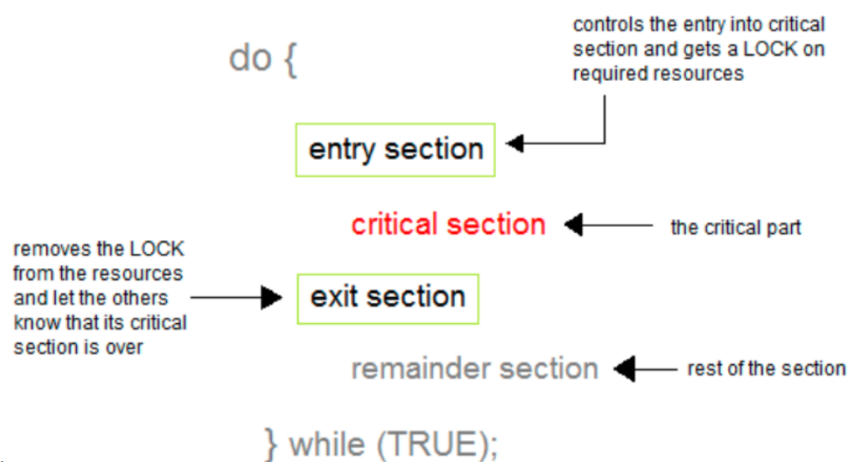 controls the entry into critical
section and gets a LOCK on
required resources
do {
entry section
critical section
the critical part
removes the LOCK
from the resources
and let the others
know that its critical
section is over
exit section
remainder section
rest of the section
} while (TRUE);